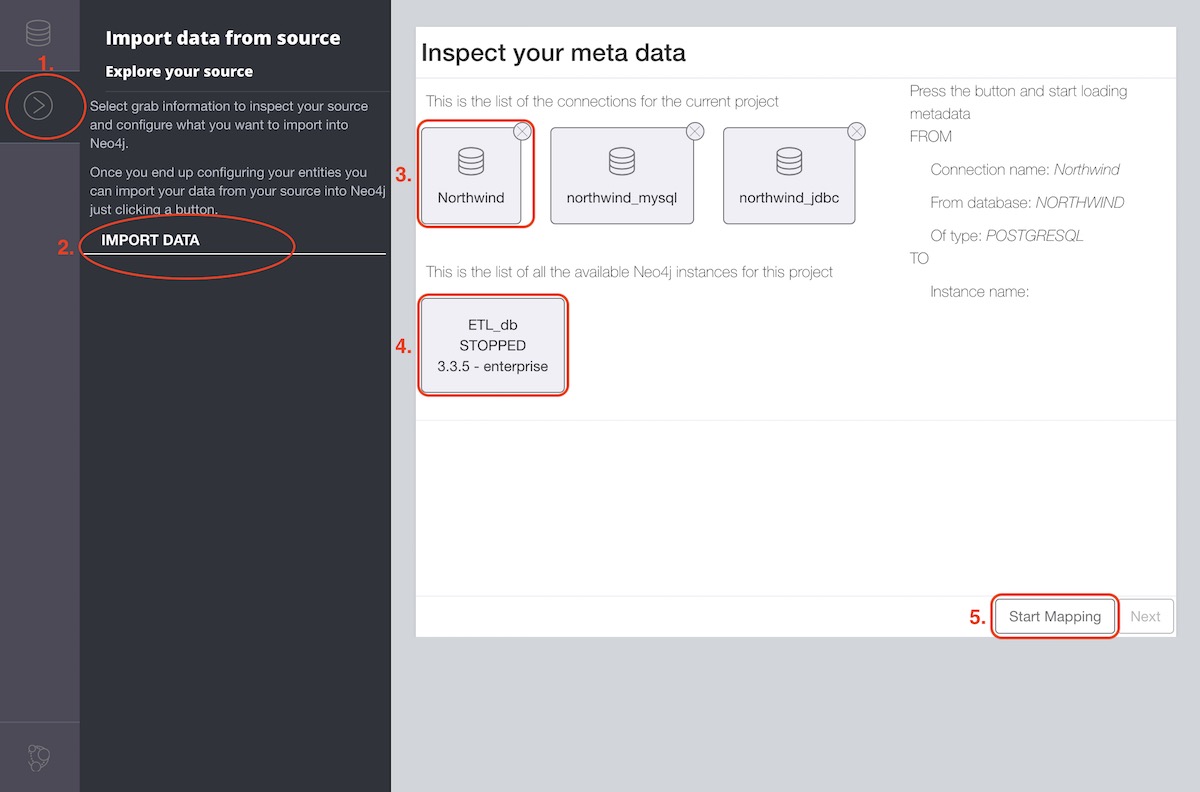 1.
Import data from source
Explore your source
Select grab information to inspect your source
and configure what you want to import into
Neo4j.
Once you end up configuring your entities you
can import your data from your source into Neo4j
just clicking a button.
2.
IMPORT DATA
Inspect your meta data
This is the list of the connections for the current project
3.
Northwind
northwind_mysql
northwind_jdbc
This is the list of all the available Neo4j instances for this project
4.
ETL_db
STOPPED
3.3.5 - enterprise
Press the button and start loading
metadata
FROM
Connection name: Northwind
From database: NORTHWIND
Of type: POSTGRESQL
TO
Instance name:
5.
Start Mapping
Next